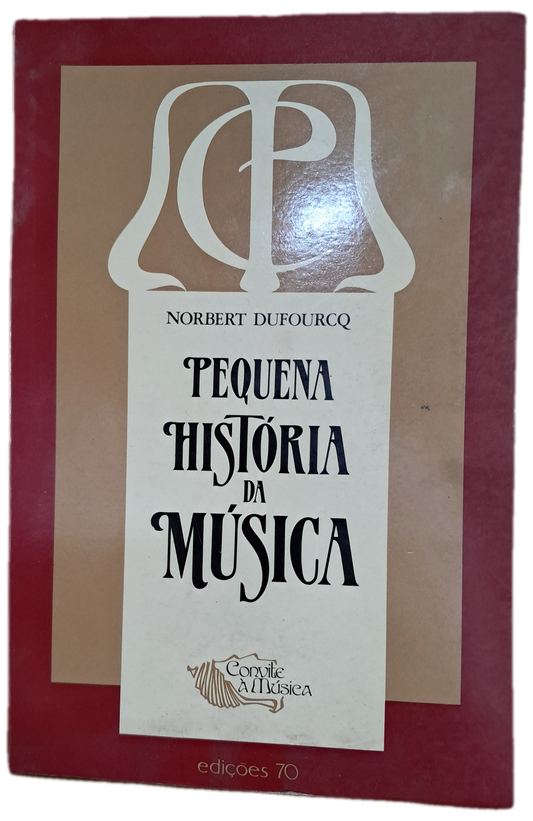 NORBERT DUFOURCQ
PEQUENA
HISTÓRIA
DA
MÚSICA
Convite
à Música
edições 70